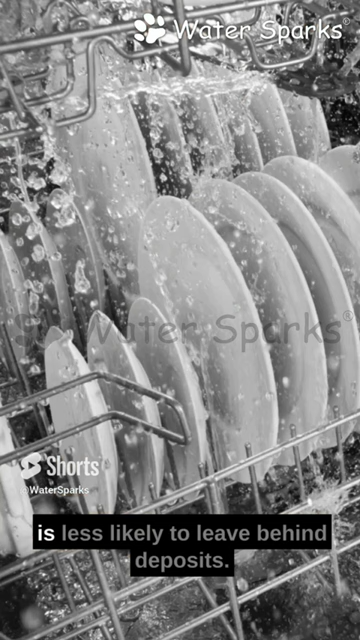 Water Sparks®
Water Sparks®
Shorts
@WaterSparks
is less likely to leave behind
deposits.